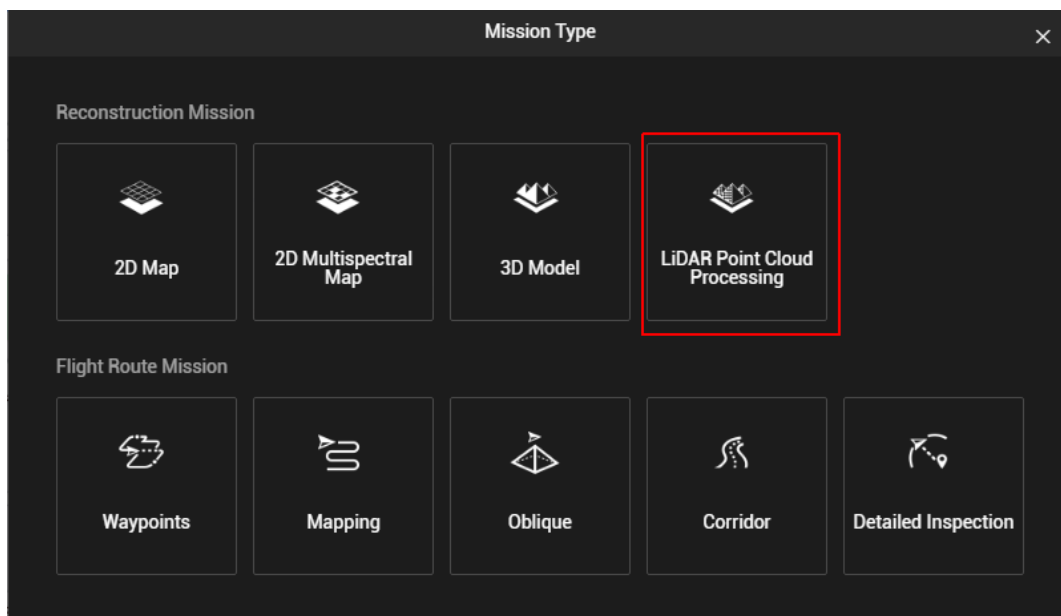 Mission Type
Reconstruction Mission
2D Map
2D Multispectral
Map
3D Model
LiDAR Point Cloud
Processing
Flight Route Mission
Waypoints
Mapping
Oblique
Corridor
Detailed Inspection